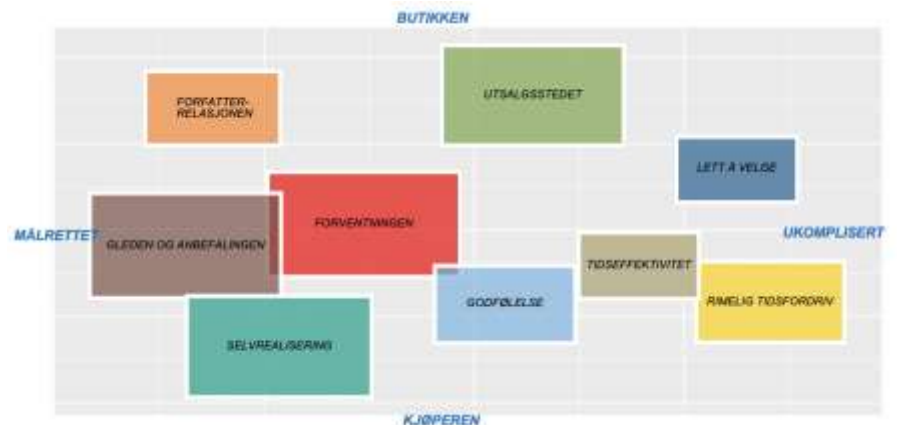 BUTIKKEN
UTSALGSSTEDET
FORFATTER-
RELASJONEN
LETT Å VELGE
FORVENTNINGEN
MÅLRETTET
UKOMPLISERT
GLEDEN OG ANBEFALINGEN
TIDSEFFEKTIVITET
GODFØLELSE
RIMELIG TIDSFORDRIV
SELVREALISERING
KJØPEREN